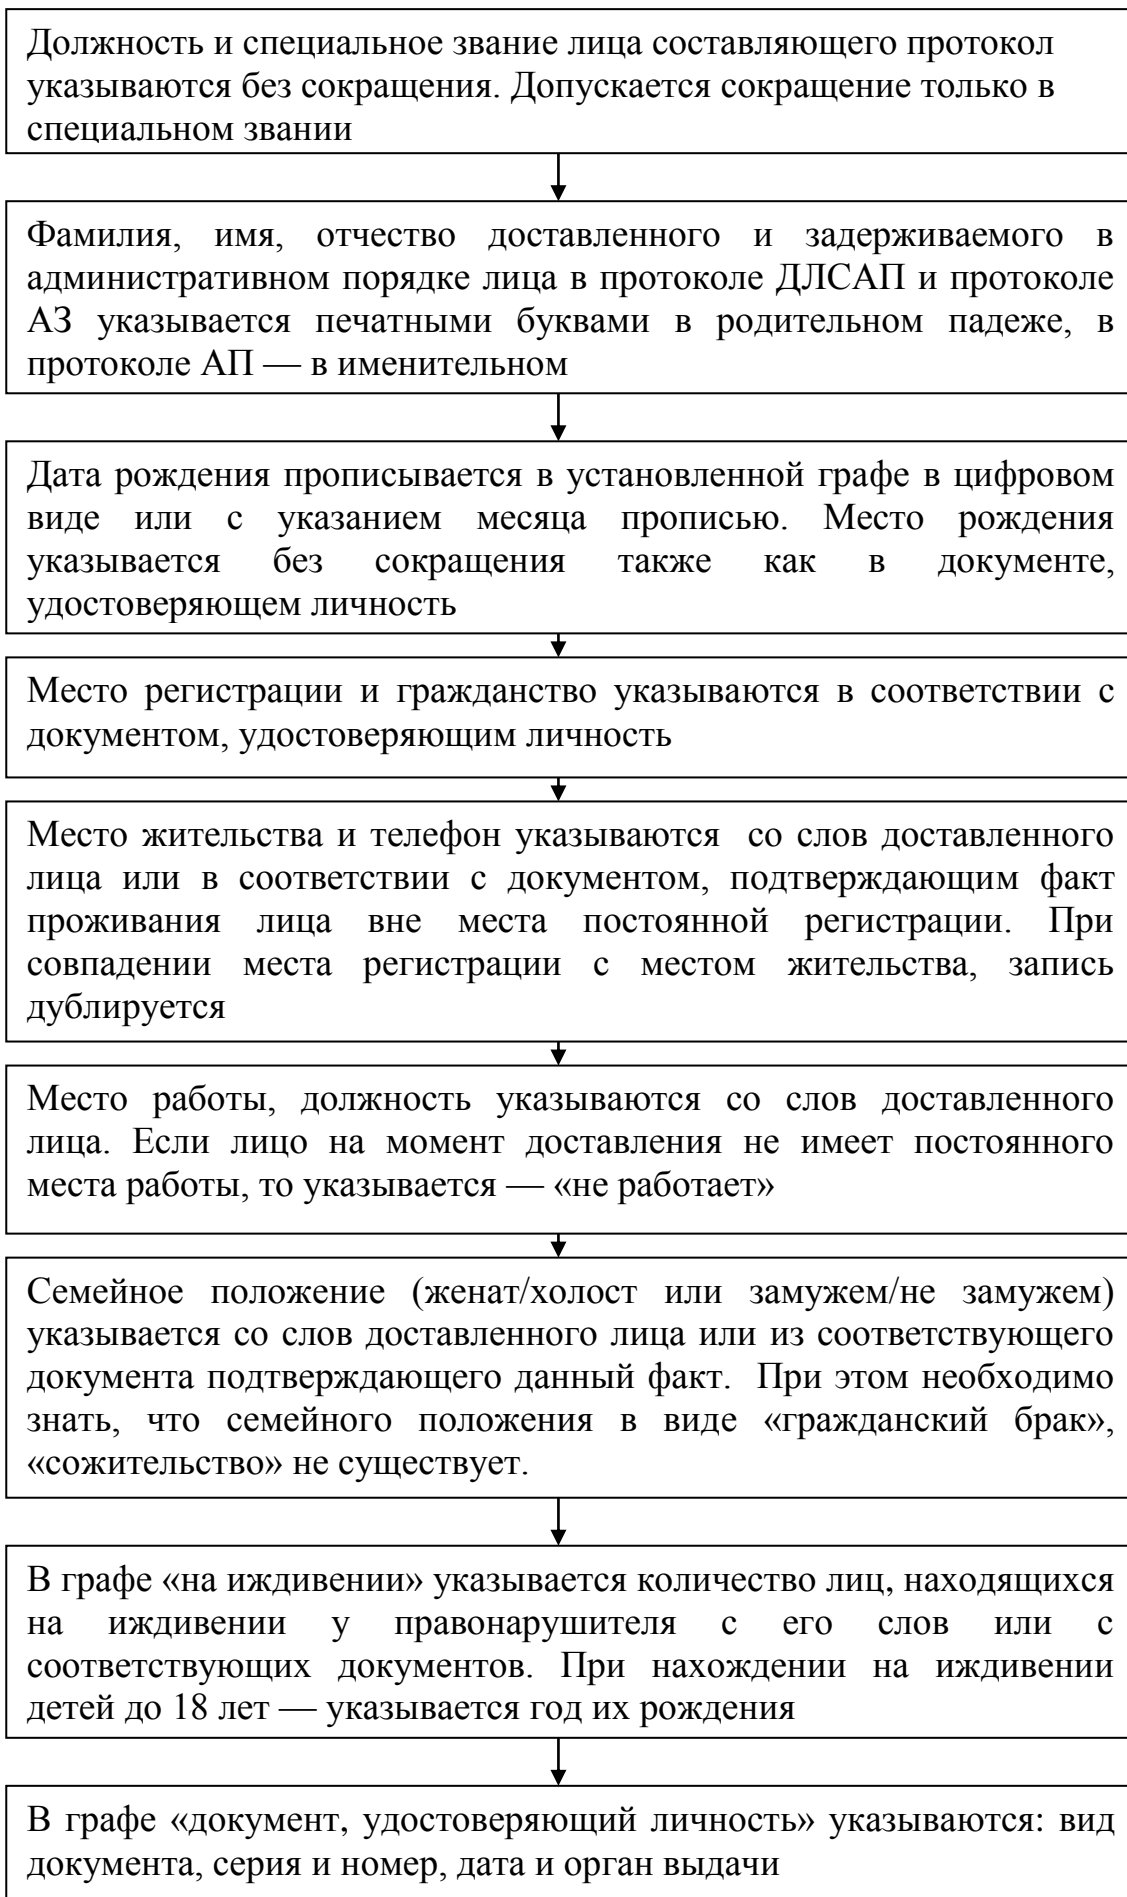 Должность и специальное звание лица составляющего протокол
указываются без сокращения. Допускается сокращение только в
специальном звании
Фамилия, имя, отчество доставленного и задерживаемого в
административном порядке лица в протоколе ДЛСАП и протоколе
АЗ указывается печатными буквами в родительном падеже, в
протоколе АП — в именительном
Дата рождения прописывается в установленной графе в цифровом
виде или с указанием месяца прописью. Место рождения
указывается без сокращения также как в документе,
удостоверяющем личность
Место регистрации и гражданство указываются в соответствии с
документом, удостоверяющим личность
Место жительства и телефон указываются со слов доставленного
лица или в соответствии с документом, подтверждающим факт
проживания лица вне места постоянной регистрации. При
совпадении места регистрации с местом жительства, запись
дублируется
Место работы, должность указываются со слов доставленного
лица. Если лицо на момент доставления не имеет постоянного
места работы, то указывается — «не работает»
Семейное положение (женат/холост или замужем/не замужем)
указывается со слов доставленного лица или из соответствующего
документа подтверждающего данный факт. При этом необходимо
знать, что семейного положения в виде «гражданский брак»,
«сожительство» не существует.
В графе «на иждивении» указывается количество лиц, находящихся
на иждивении у правонарушителя с его слов или с
соответствующих документов. При нахождении на иждивении
детей до 18 лет — указывается год их рождения
В графе «документ, удостоверяющий личность» указываются: вид
документа, серия и номер, дата и орган выдачи